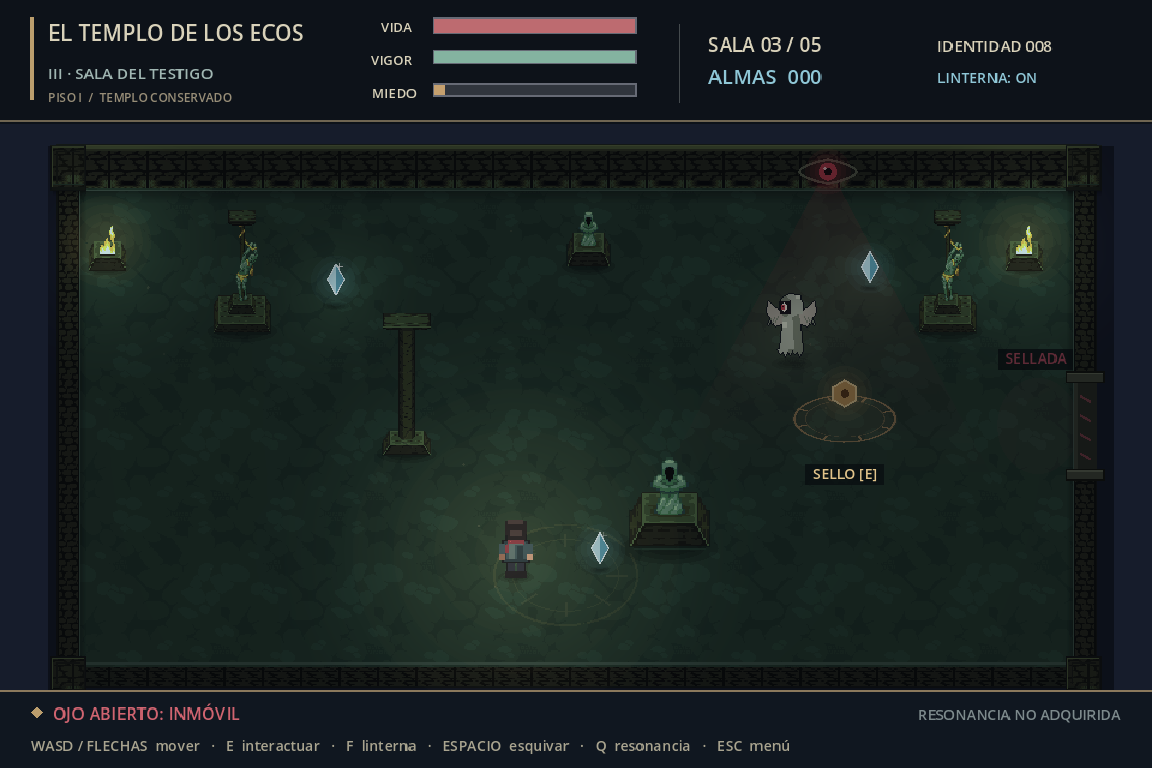 EL TEMPLO DE LOS ECOS
III · SALA DEL TESTIGO
PISO I / TEMPLO CONSERVADO
VIDA
VIGOR
MIEDO
SALA 03 / 05
ALMAS 000
IDENTIDAD 008
LINTERNA: ON
SELLADA
SELLO [E]
OJO ABIERTO: INMÓVIL
RESONANCIA NO ADQUIRIDA
WASD / FLECHAS mover · E interactuar · F linterna · ESPACIO esquivar · Q resonancia · ESC menú